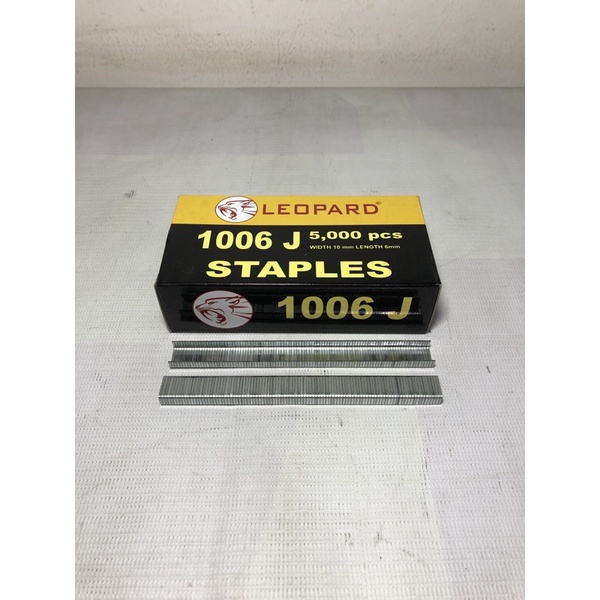 LEOPARD®
1006 J 5,000 pcs
WIDTH 10 mm LENGTH 6mm
STAPLES
1006 J